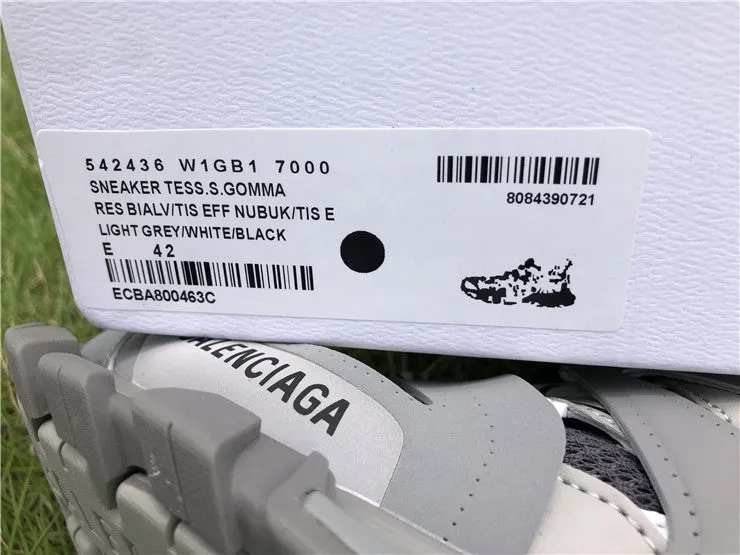 542436 W1GB1 7000
SNEAKER TESS.S.GOMMA
RES BIALV/TIS EFF NUBUK/TIS E
LIGHT GREY/WHITE/BLACK
E 42
ECBA800463C
8084390721
BALENCIAGA